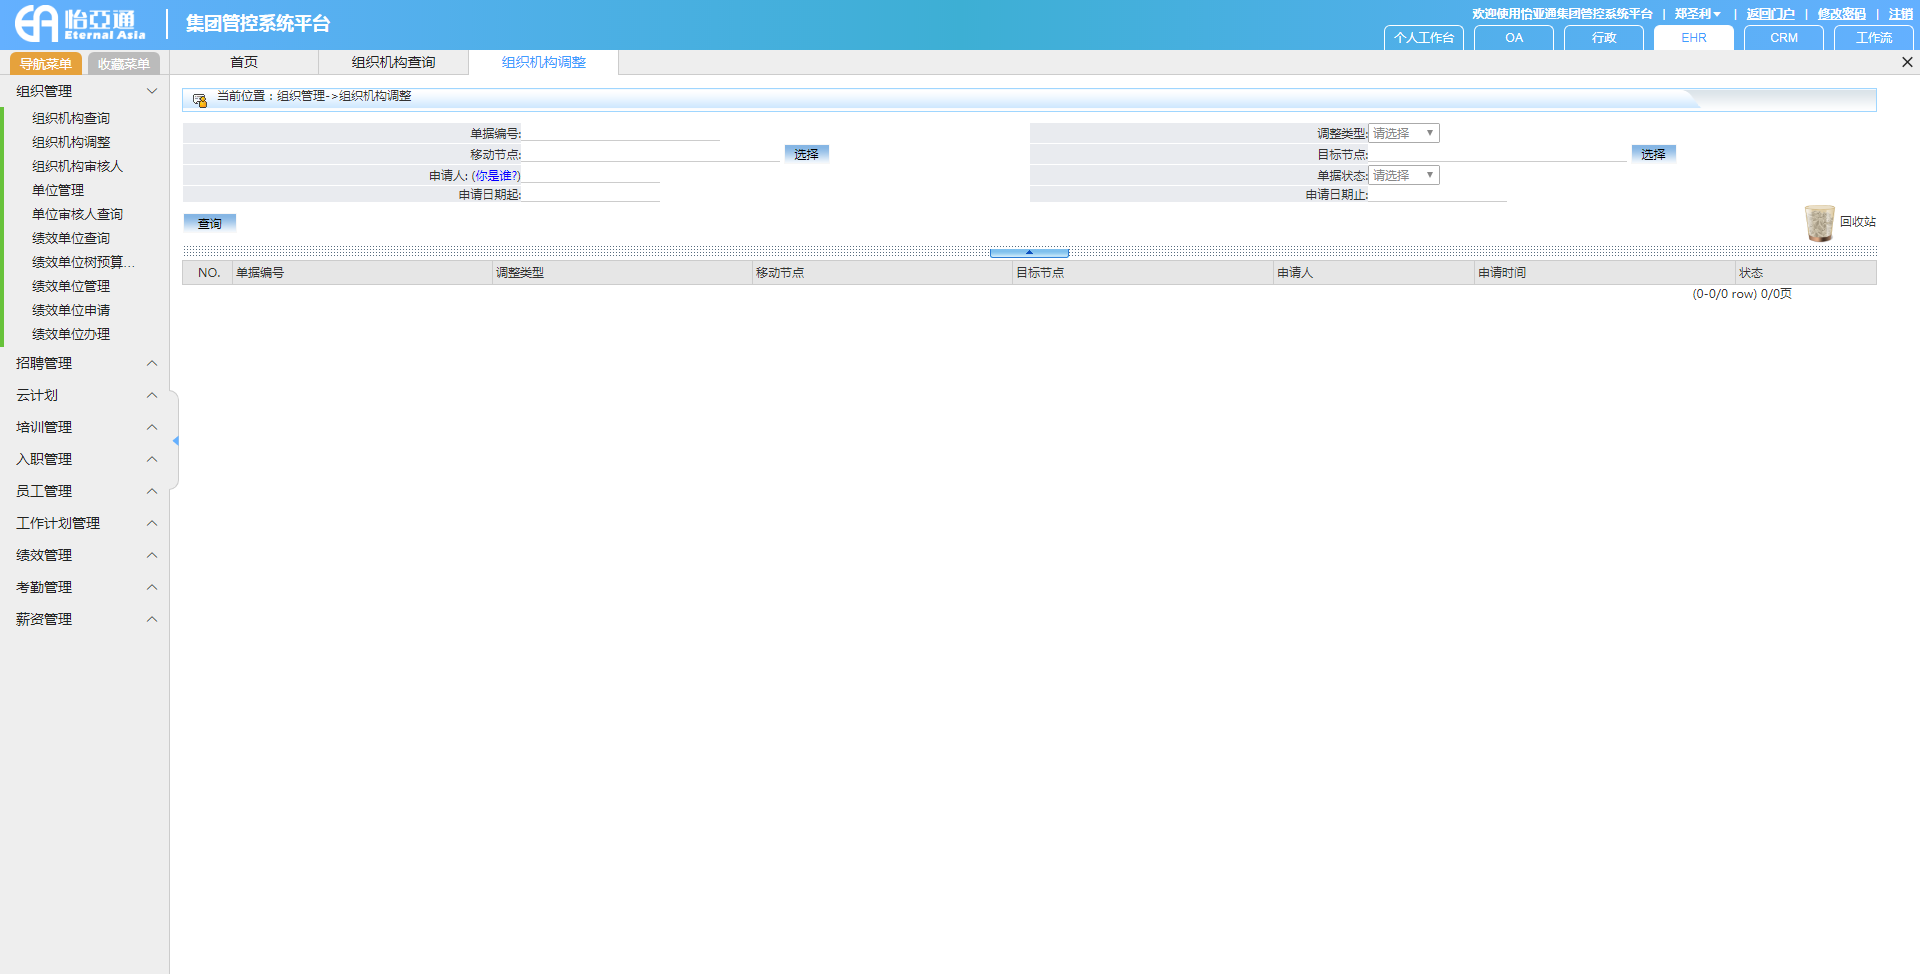 怡亞通
Eternal Asia
集团管控系统平台
欢迎使用怡亚通集团管控系统平台 | 郑圣利 | 返回门户 | 修改密码 | 注销
个人工作台 OA 行政 EHR CRM 工作流
导航菜单 收藏菜单 首页 组织机构查询 组织机构调整
组织管理
组织机构查询
组织机构调整
组织机构审核人
单位管理
单位审核人查询
绩效单位查询
绩效单位树预算...
绩效单位管理
绩效单位申请
绩效单位办理
招聘管理
云计划
培训管理
入职管理
员工管理
工作计划管理
绩效管理
考勤管理
薪资管理
当前位置：组织管理->组织机构调整
单据编号: 调整类型: 请选择
移动节点: 选择 目标节点: 选择
申请人: (你是谁?) 单据状态: 请选择
申请日期起: 申请日期止:
查询 回收站
NO. 单据编号 调整类型 移动节点 目标节点 申请人 申请时间 状态
(0-0/0 row) 0/0页